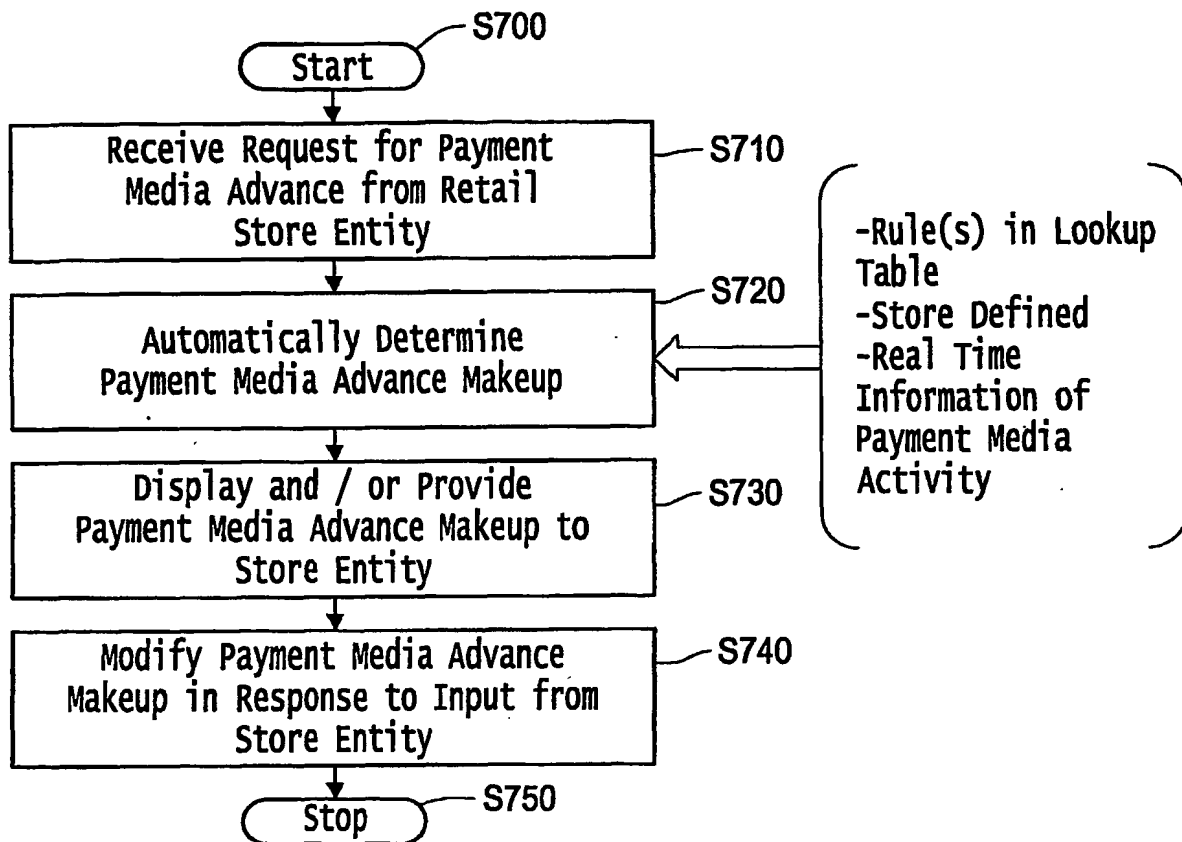 S700
Start
Receive Request for Payment
Media Advance from Retail
Store Entity
S710
Automatically Determine
Payment Media Advance Makeup
S720
-Rule(s) in Lookup
Table
-Store Defined
-Real Time
Information of
Payment Media
Activity
Display and / or Provide
Payment Media Advance Makeup to
Store Entity
S730
Modify Payment Media Advance
Makeup in Response to Input from
Store Entity
S740
Stop
S750